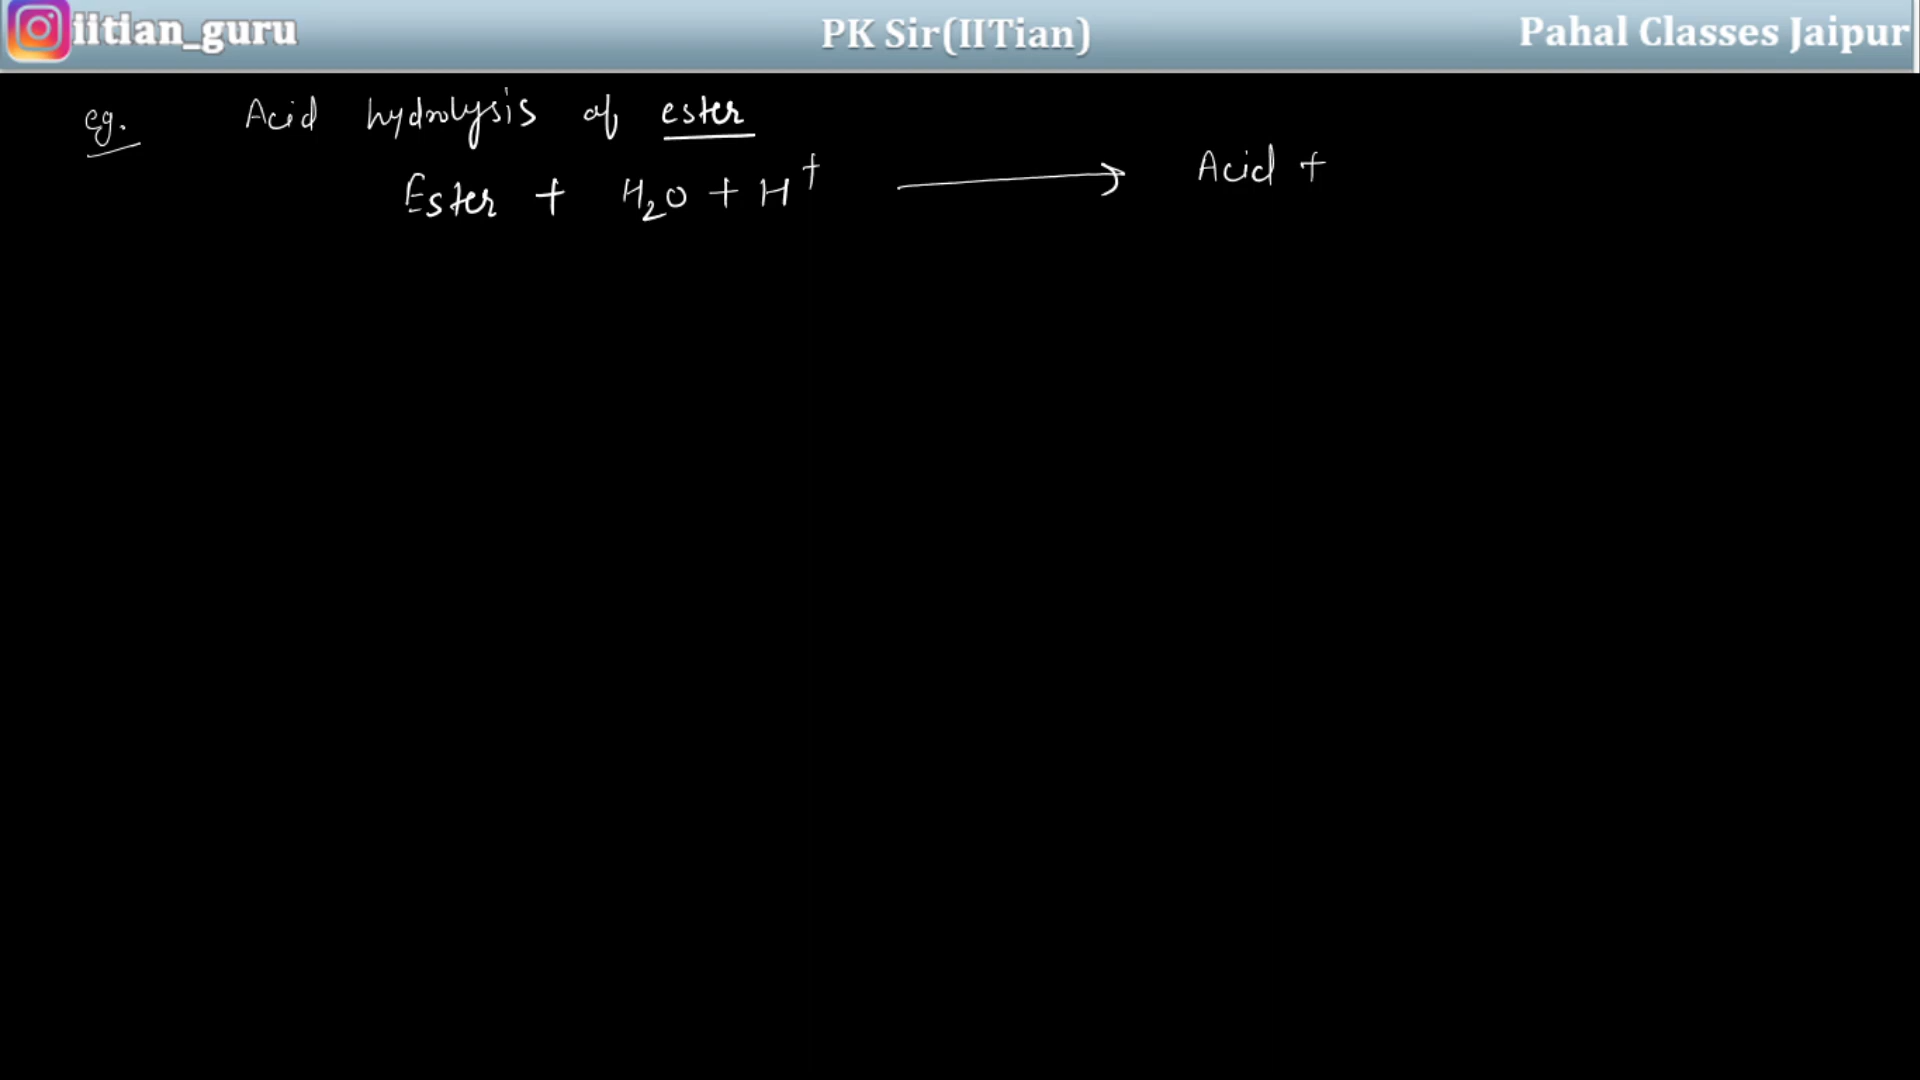 iitian_guru PK Sir(IITian) Pahal Classes Jaipur
eg. Acid hydrolysis of ester
Ester + H₂O + H⁺ ⟶ Acid +